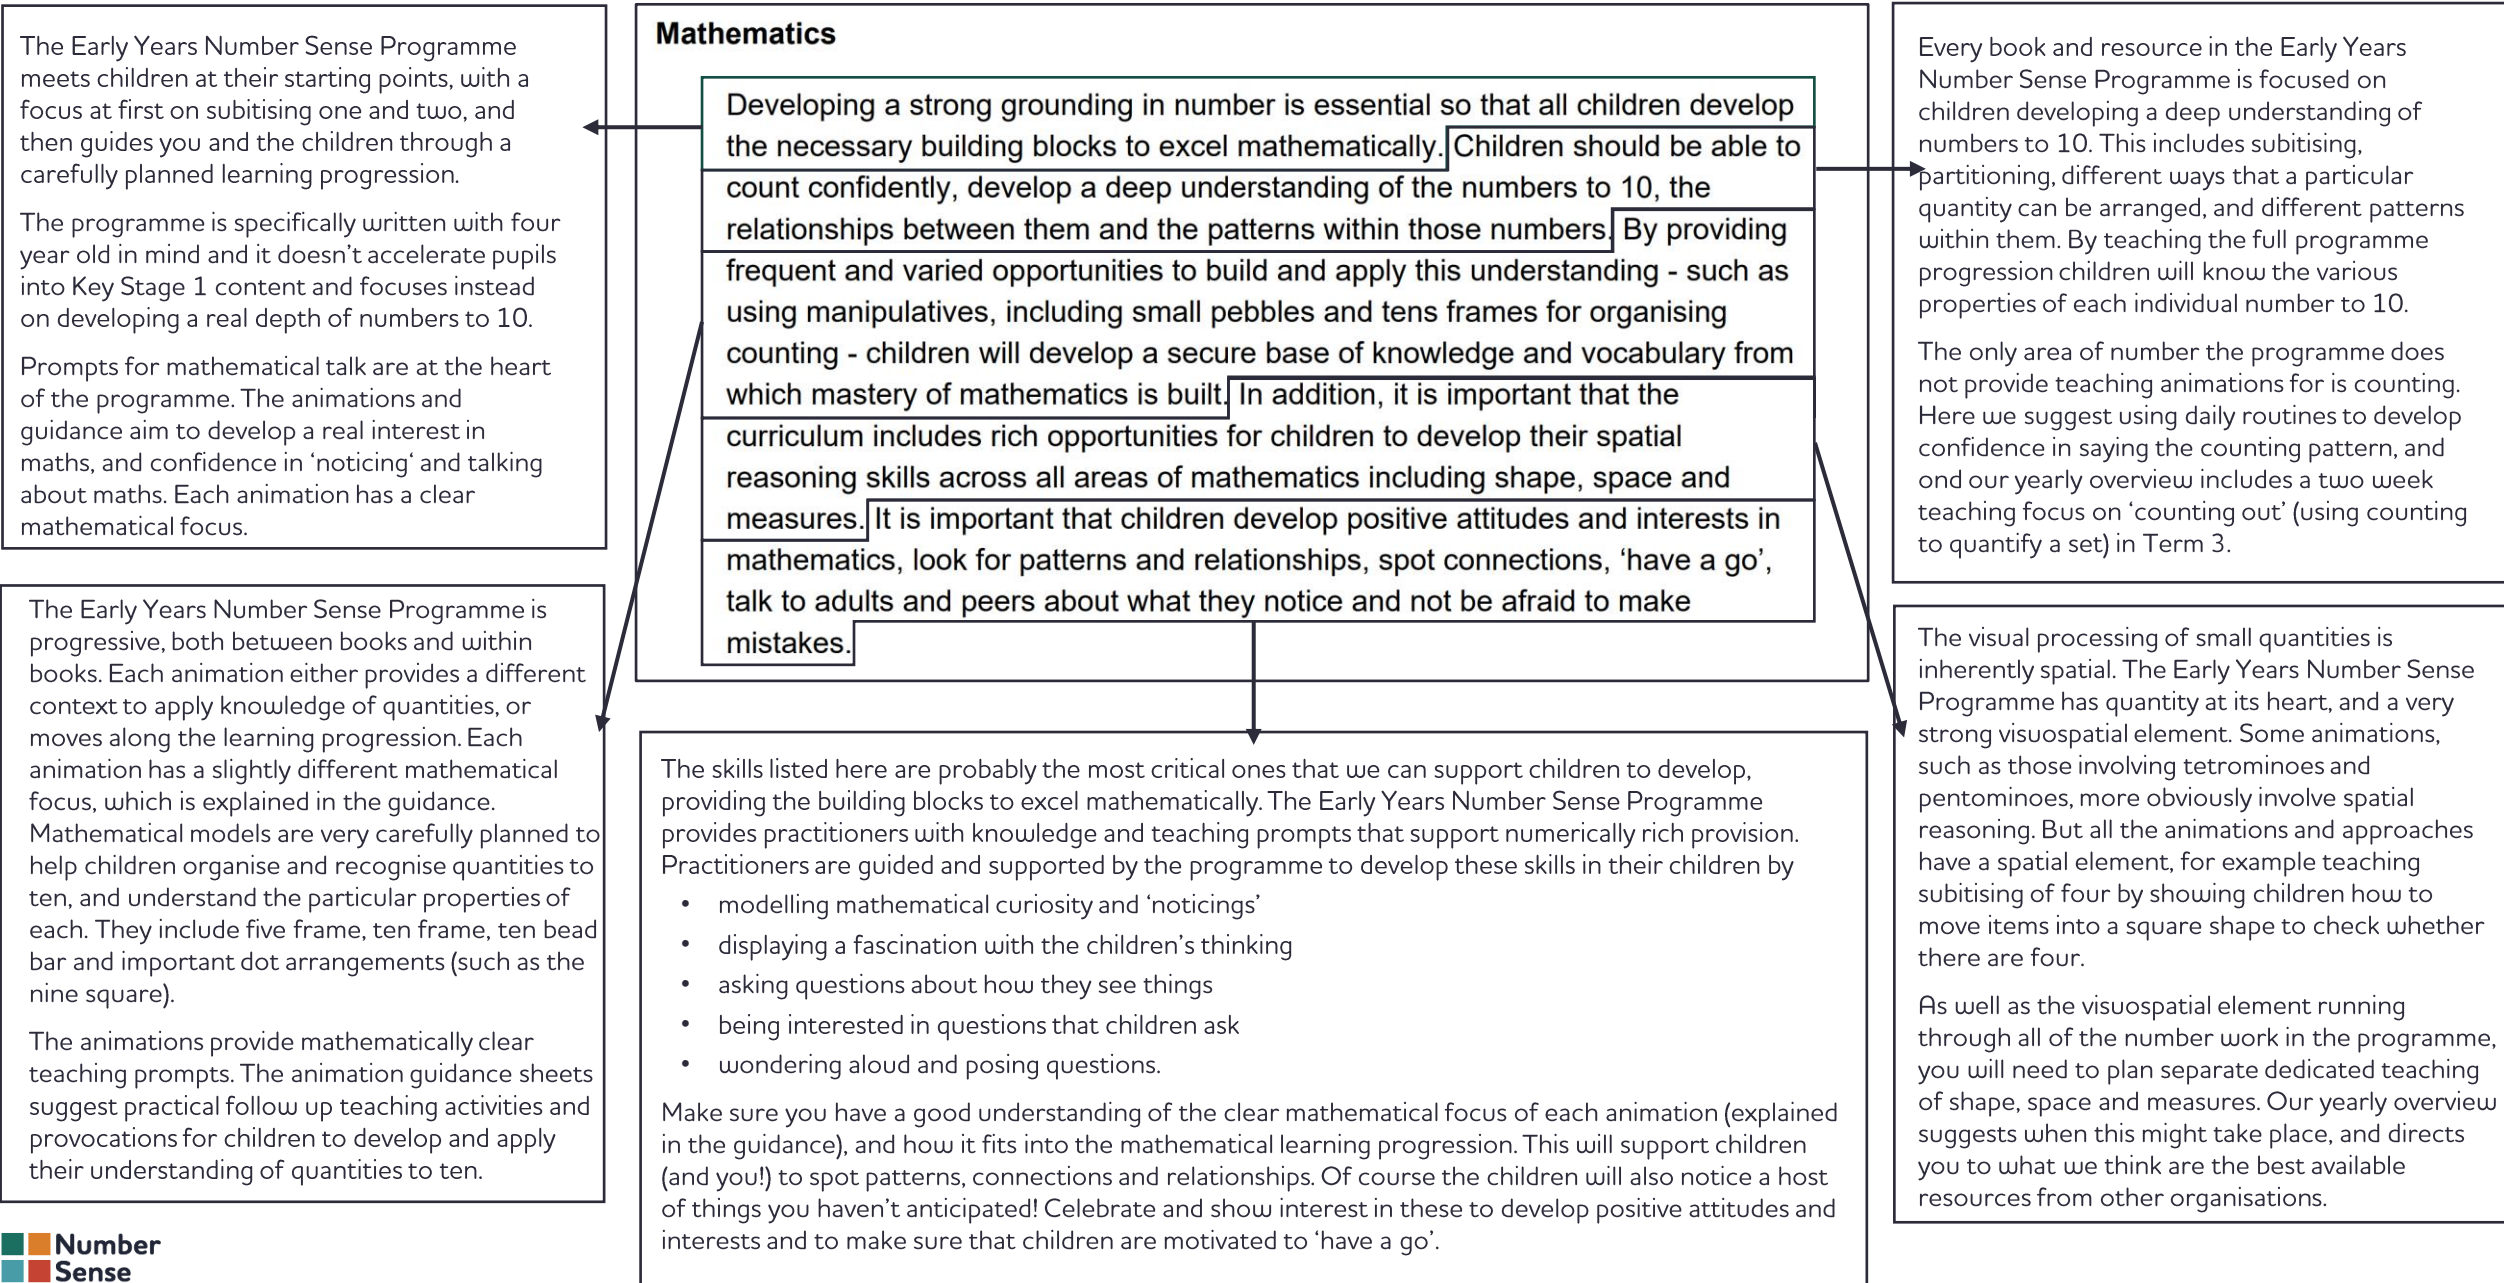 The Early Years Number Sense Programme
meets children at their starting points, with a
focus at first on subitising one and two, and
then guides you and the children through a
carefully planned learning progression.
The programme is specifically written with four
year old in mind and it doesn't accelerate pupils
into Key Stage 1 content and focuses instead
on developing a real depth of numbers to 10.
Prompts for mathematical talk are at the heart
of the programme. The animations and
guidance aim to develop a real interest in
maths, and confidence in ‘noticing‘ and talking
about maths. Each animation has a clear
mathematical focus.
The Early Years Number Sense Programme is
progressive, both between books and within
books. Each animation either provides a different
context to apply knowledge of quantities, or
moves along the learning progression. Each
animation has a slightly different mathematical
focus, which is explained in the guidance.
Mathematical models are very carefully planned to
help children organise and recognise quantities to
ten, and understand the particular properties of
each. They include five frame, ten frame, ten bead
bar and important dot arrangements (such as the
nine square).
The animations provide mathematically clear
teaching prompts. The animation guidance sheets
suggest practical follow up teaching activities and
provocations for children to develop and apply
their understanding of quantities to ten.
Number
Sense
Mathematics
Developing a strong grounding in number is essential so that all children develop
the necessary building blocks to excel mathematically. Children should be able to
count confidently, develop a deep understanding of the numbers to 10, the
relationships between them and the patterns within those numbers. By providing
frequent and varied opportunities to build and apply this understanding - such as
using manipulatives, including small pebbles and tens frames for organising
counting - children will develop a secure base of knowledge and vocabulary from
which mastery of mathematics is built. In addition, it is important that the
curriculum includes rich opportunities for children to develop their spatial
reasoning skills across all areas of mathematics including shape, space and
measures. It is important that children develop positive attitudes and interests in
mathematics, look for patterns and relationships, spot connections, ‘have a go’,
talk to adults and peers about what they notice and not be afraid to make
mistakes.
The skills listed here are probably the most critical ones that we can support children to develop,
providing the building blocks to excel mathematically. The Early Years Number Sense Programme
provides practitioners with knowledge and teaching prompts that support numerically rich provision.
Practitioners are guided and supported by the programme to develop these skills in their children by
• modelling mathematical curiosity and ‘noticings’
• displaying a fascination with the children’s thinking
• asking questions about how they see things
• being interested in questions that children ask
• wondering aloud and posing questions.
Make sure you have a good understanding of the clear mathematical focus of each animation (explained
in the guidance), and how it fits into the mathematical learning progression. This will support children
(and you!) to spot patterns, connections and relationships. Of course the children will also notice a host
of things you haven’t anticipated! Celebrate and show interest in these to develop positive attitudes and
interests and to make sure that children are motivated to ‘have a go’.
Every book and resource in the Early Years
Number Sense Programme is focused on
children developing a deep understanding of
numbers to 10. This includes subitising,
partitioning, different ways that a particular
quantity can be arranged, and different patterns
within them. By teaching the full programme
progression children will know the various
properties of each individual number to 10.
The only area of number the programme does
not provide teaching animations for is counting.
Here we suggest using daily routines to develop
confidence in saying the counting pattern, and
ond our yearly overview includes a two week
teaching focus on ‘counting out’ (using counting
to quantify a set) in Term 3.
The visual processing of small quantities is
inherently spatial. The Early Years Number Sense
Programme has quantity at its heart, and a very
strong visuospatial element. Some animations,
such as those involving tetrominoes and
pentominoes, more obviously involve spatial
reasoning. But all the animations and approaches
have a spatial element, for example teaching
subitising of four by showing children how to
move items into a square shape to check whether
there are four.
As well as the visuospatial element running
through all of the number work in the programme,
you will need to plan separate dedicated teaching
of shape, space and measures. Our yearly overview
suggests when this might take place, and directs
you to what we think are the best available
resources from other organisations.